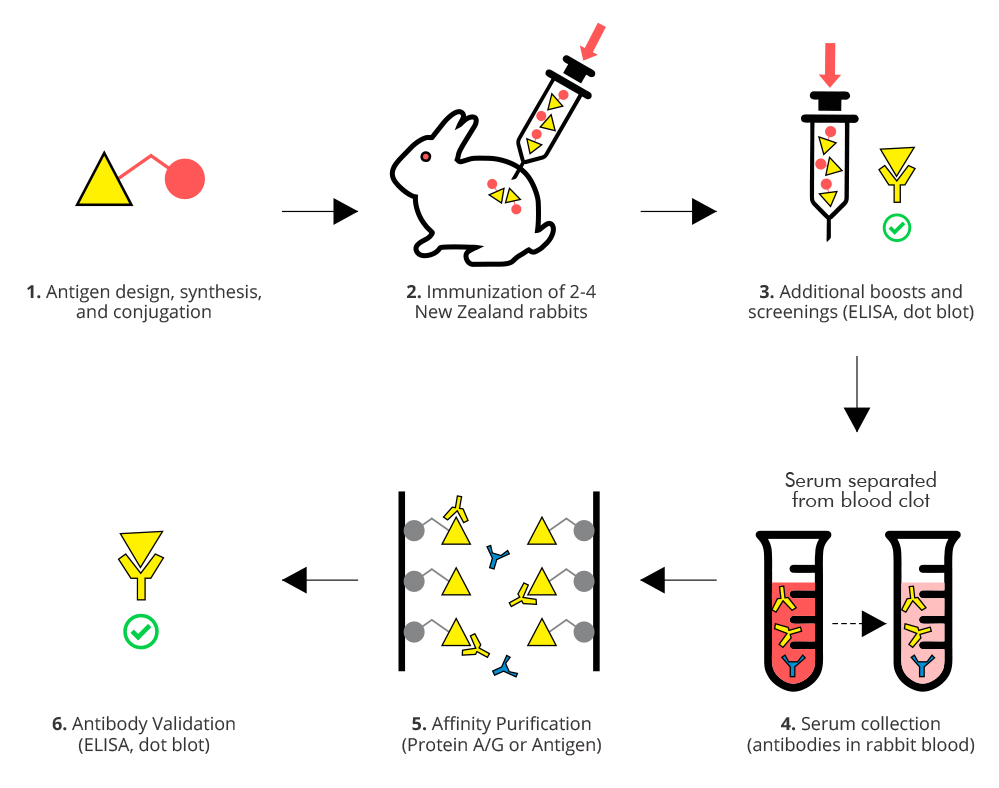 1. Antigen design, synthesis,
and conjugation
2. Immunization of 2-4
New Zealand rabbits
3. Additional boosts and
screenings (ELISA, dot blot)
Serum separated
from blood clot
4. Serum collection
(antibodies in rabbit blood)
5. Affinity Purification
(Protein A/G or Antigen)
6. Antibody Validation
(ELISA, dot blot)